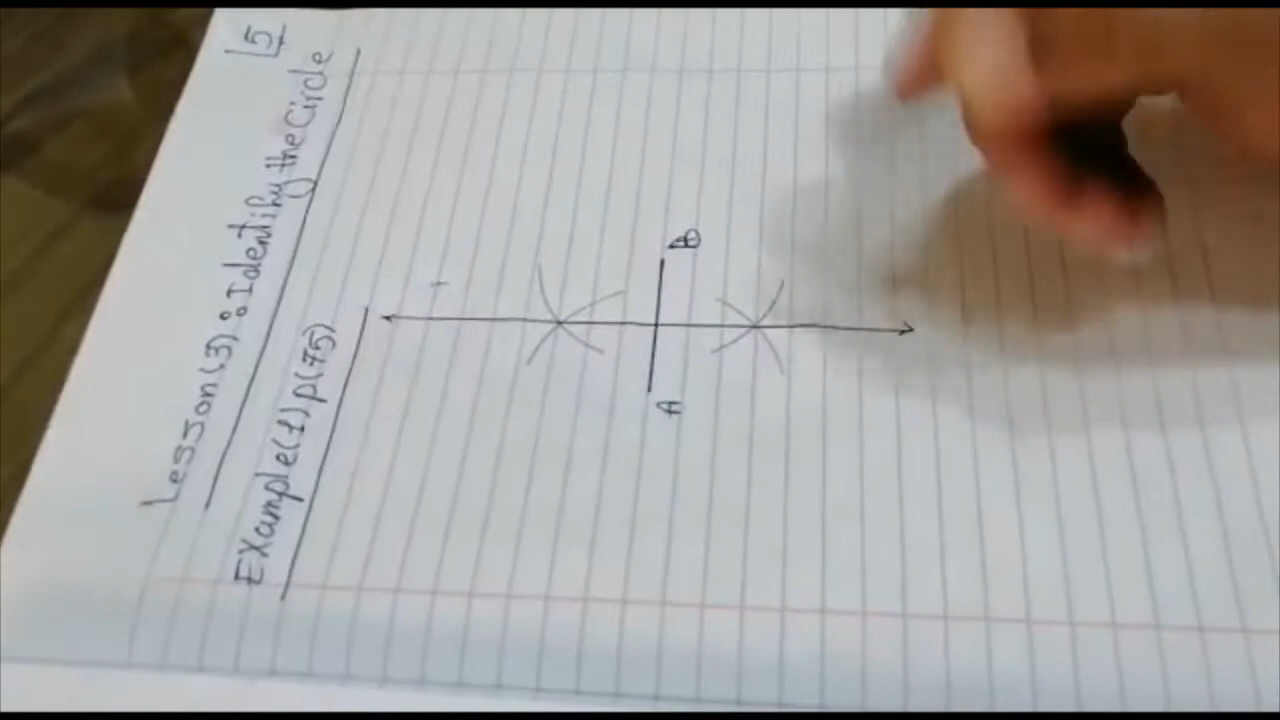 5
Lesson(3): Identify the Circle
Example(1) p(75)
A
B